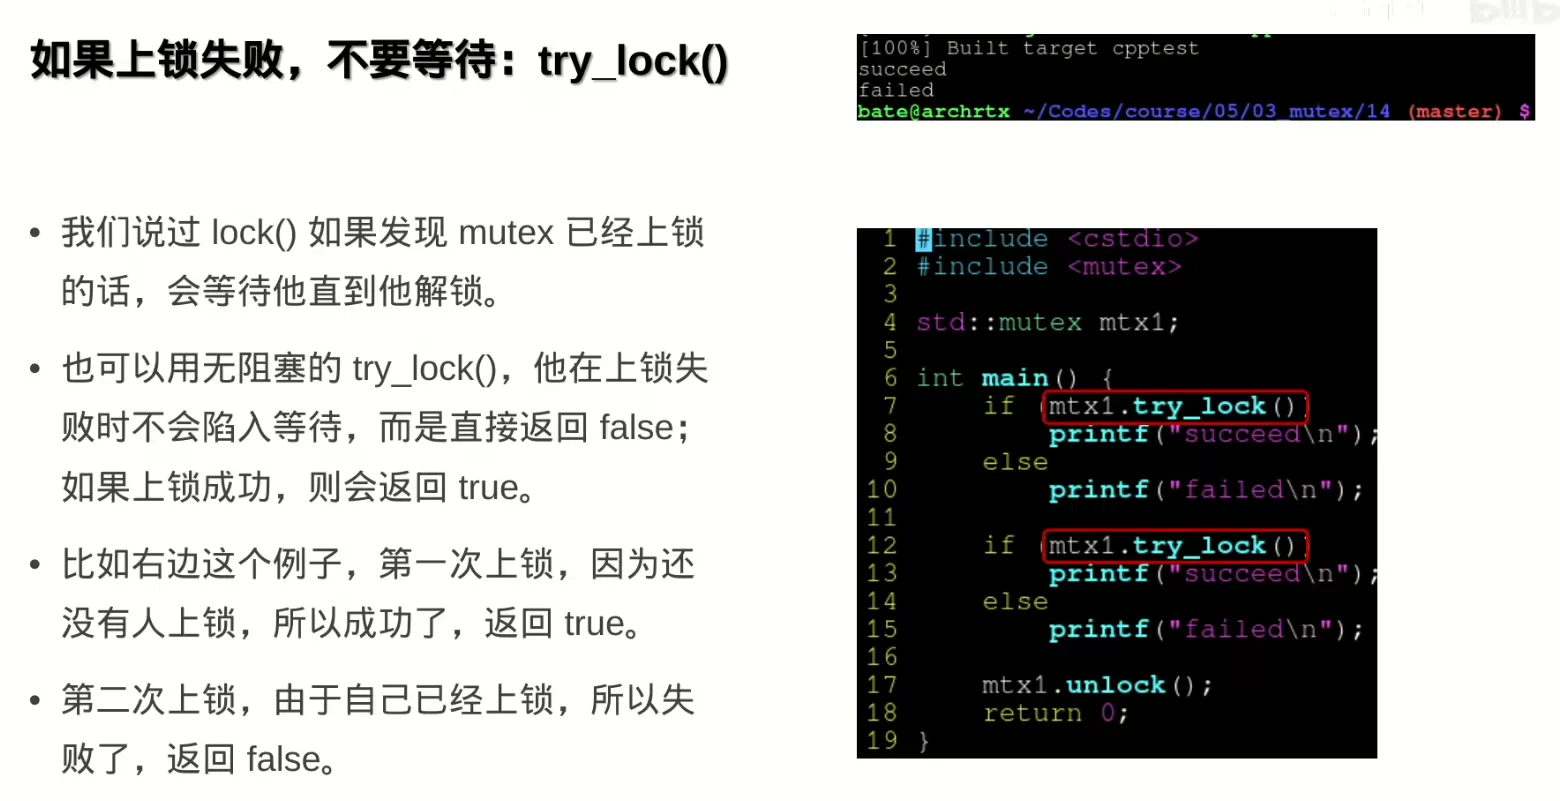 如果上锁失败，不要等待：try_lock()
[100%] Built target cpptest
succeed
failed
bate@archrtx ~/Codes/course/05/03_mutex/14 (master) $
• 我们说过 lock() 如果发现 mutex 已经上锁
的话，会等待他直到他解锁。
• 也可以用无阻塞的 try_lock()，他在上锁失
败时不会陷入等待，而是直接返回 false；
如果上锁成功，则会返回 true。
• 比如右边这个例子，第一次上锁，因为还
没有人上锁，所以成功了，返回 true。
• 第二次上锁，由于自己已经上锁，所以失
败了，返回 false。
1 #include <cstdio>
2 #include <mutex>
3
4 std::mutex mtx1;
5
6 int main() {
7     if (mtx1.try_lock())
8         printf("succeed\n");
9     else
10         printf("failed\n");
11
12     if (mtx1.try_lock())
13         printf("succeed\n");
14     else
15         printf("failed\n");
16
17     mtx1.unlock();
18     return 0;
19 }